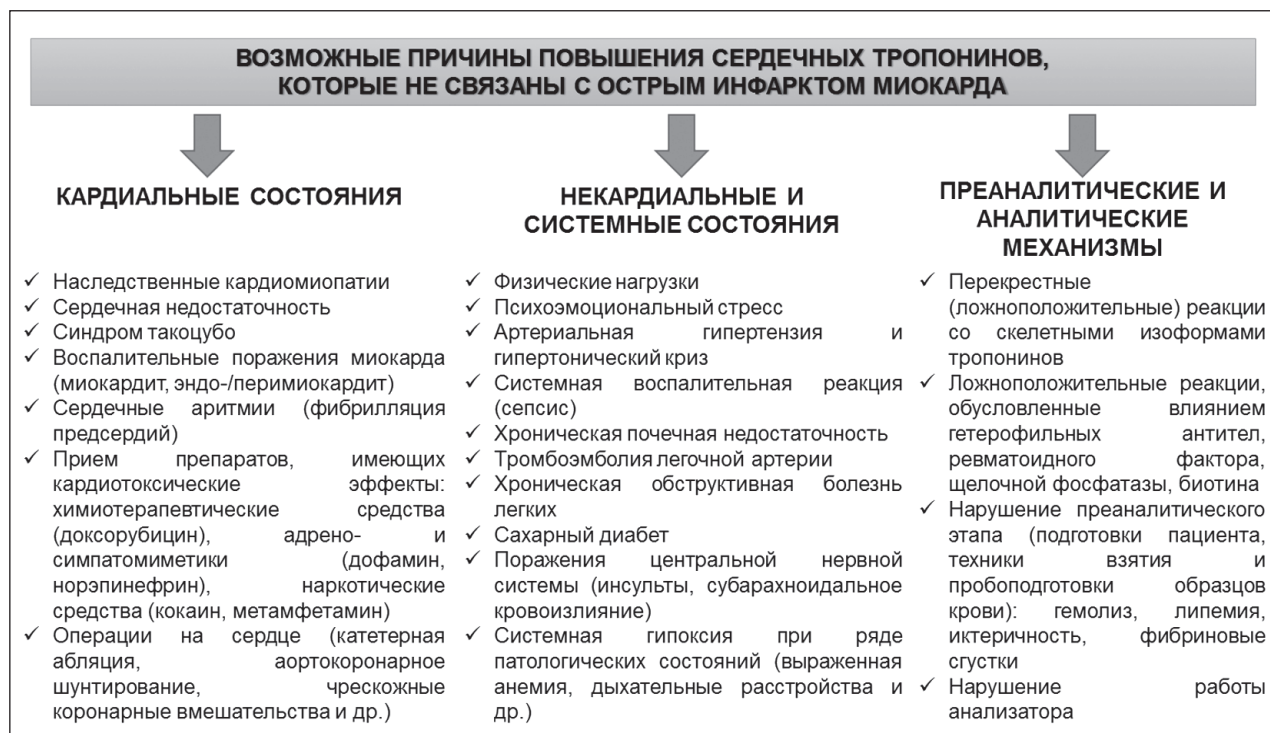 ВОЗМОЖНЫЕ ПРИЧИНЫ ПОВЫШЕНИЯ СЕРДЕЧНЫХ ТРОПОНИНОВ,
КОТОРЫЕ НЕ СВЯЗАНЫ С ОСТРЫМ ИНФАРКТОМ МИОКАРДА
КАРДИАЛЬНЫЕ СОСТОЯНИЯ
✓ Наследственные кардиомиопатии
✓ Сердечная недостаточность
✓ Синдром такоцубо
✓ Воспалительные поражения миокарда
(миокардит, эндо-/перимиокардит)
✓ Сердечные аритмии (фибрилляция
предсердий)
✓ Прием препаратов, имеющих
кардиотоксические эффекты:
химиотерапевтические средства
(доксорубицин), адрено- и
симпатомиметики (дофамин,
норэпинефрин), наркотические
средства (кокаин, метамфетамин)
✓ Операции на сердце (катетерная
абляция, аортокоронарное
шунтирование, чрескожные
коронарные вмешательства и др.)
НЕКАРДИАЛЬНЫЕ И
СИСТЕМНЫЕ СОСТОЯНИЯ
✓ Физические нагрузки
✓ Психоэмоциональный стресс
✓ Артериальная гипертензия и
гипертонический криз
✓ Системная воспалительная реакция
(сепсис)
✓ Хроническая почечная недостаточность
✓ Тромбоэмболия легочной артерии
✓ Хроническая обструктивная болезнь
легких
✓ Сахарный диабет
✓ Поражения центральной нервной
системы (инсульты, субарахноидальное
кровоизлияние)
✓ Системная гипоксия при ряде
патологических состояний (выраженная
анемия, дыхательные расстройства и
др.)
ПРЕАНАЛИТИЧЕСКИЕ И
АНАЛИТИЧЕСКИЕ
МЕХАНИЗМЫ
✓ Перекрестные
(ложноположительные) реакции
со скелетными изоформами
тропонинов
✓ Ложноположительные реакции,
обусловленные влиянием
гетерофильных антител,
ревматоидного фактора,
щелочной фосфатазы, биотина
✓ Нарушение преаналитического
этапа (подготовки пациента,
техники взятия и
пробоподготовки образцов
крови): гемолиз, липемия,
иктеричность, фибриновые
сгустки
✓ Нарушение работы
анализатора